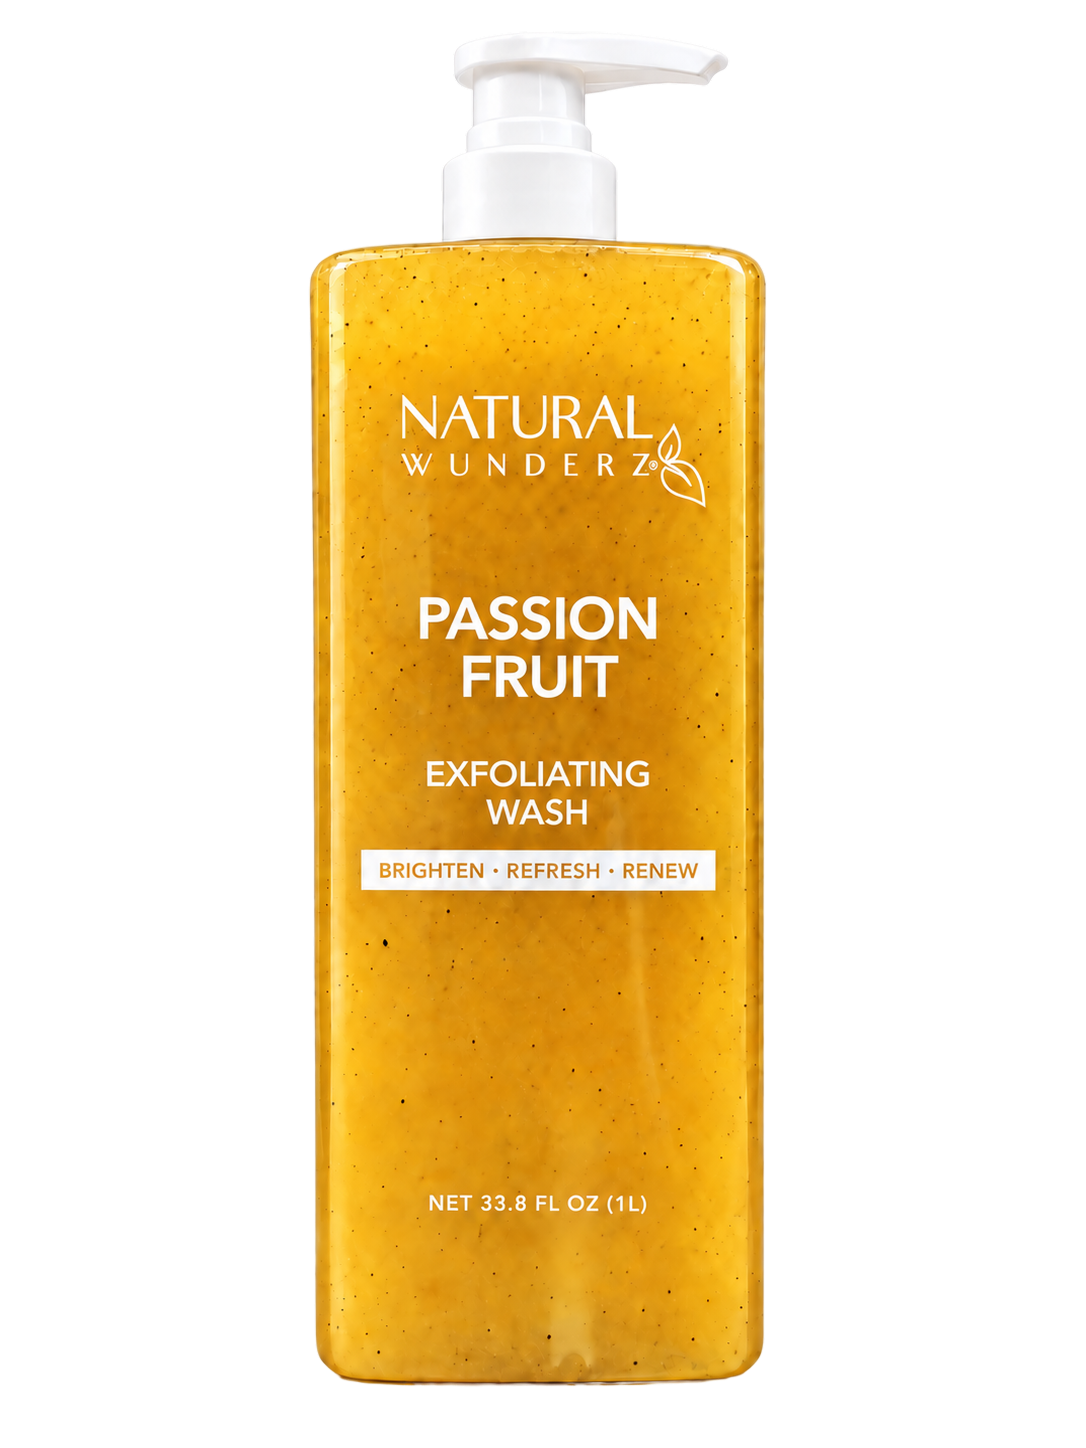 NATURAL
WUNDERZ®
PASSION
FRUIT
EXFOLIATING
WASH
BRIGHTEN • REFRESH • RENEW
NET 33.8 FL OZ (1L)